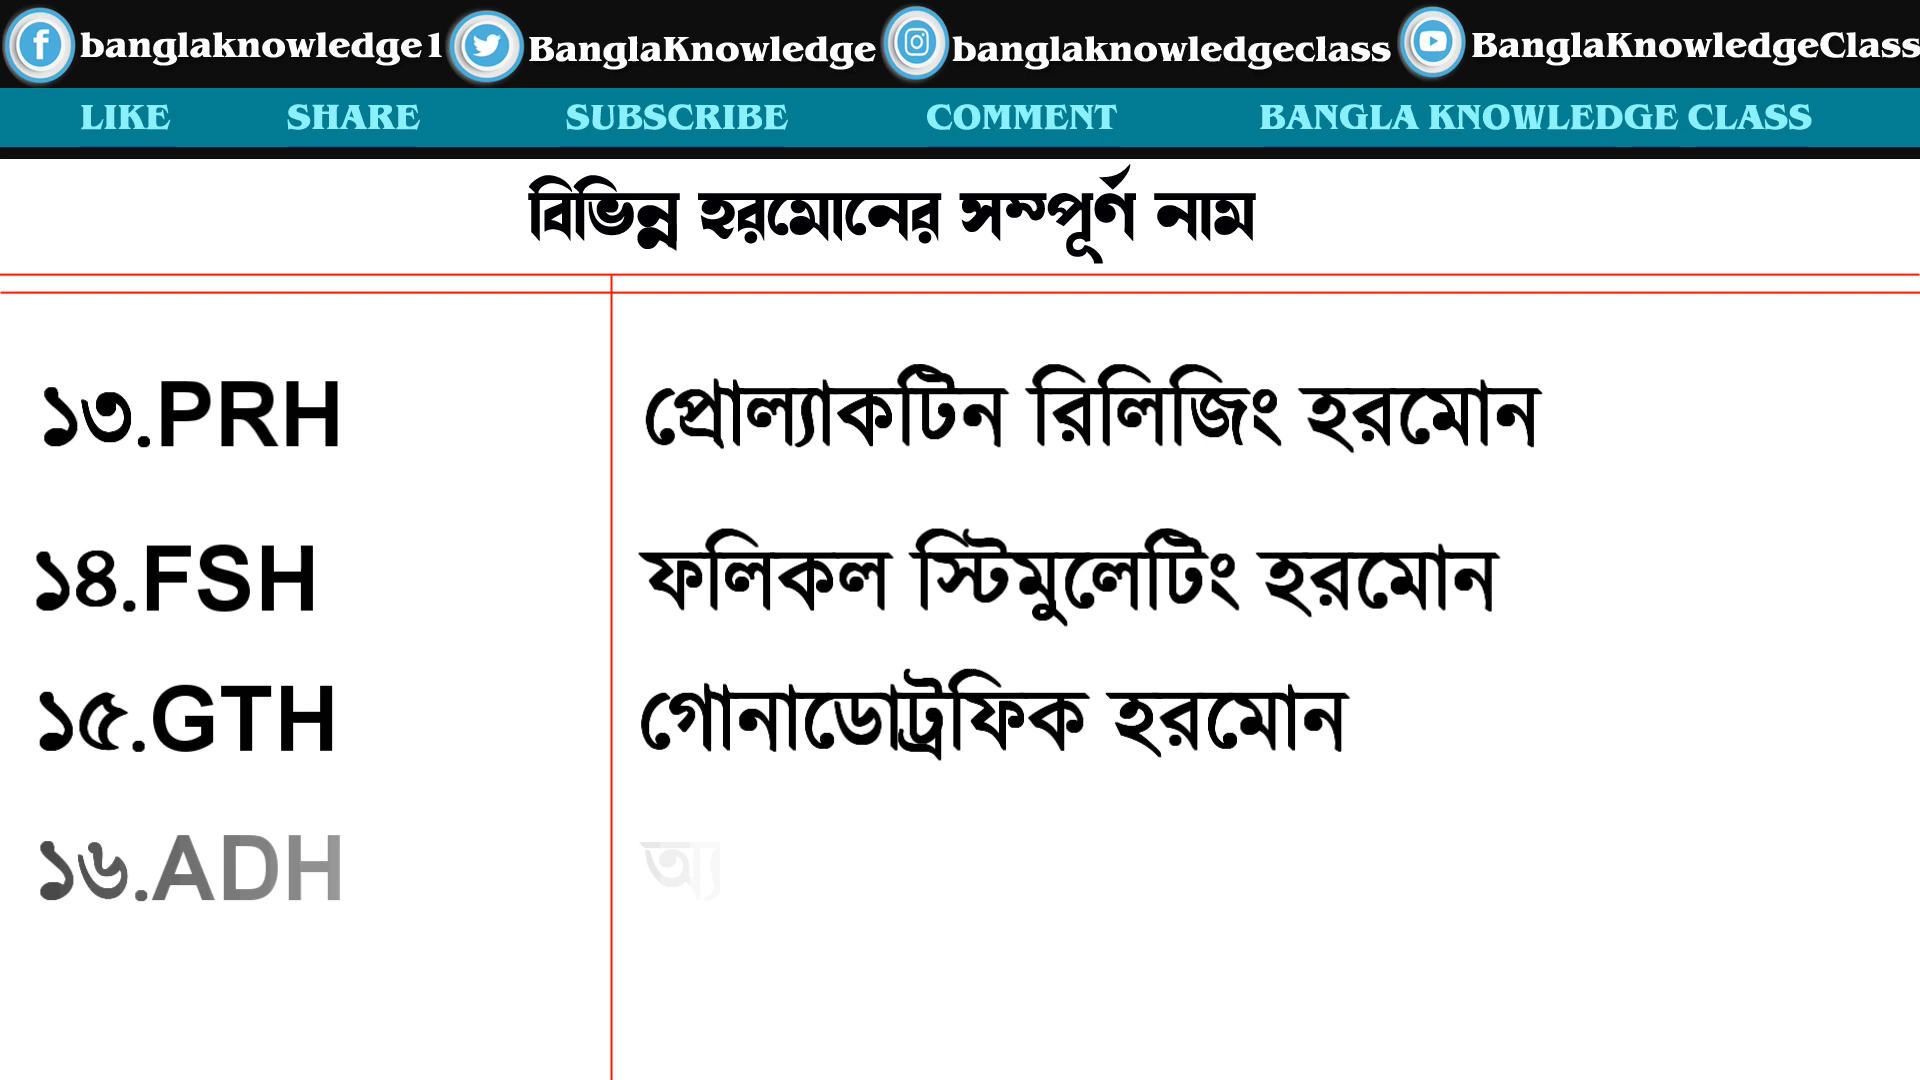 banglaknowledge1 BanglaKnowledge banglaknowledgeclass BanglaKnowledgeClass
LIKE SHARE SUBSCRIBE COMMENT BANGLA KNOWLEDGE CLASS
বিভিন্ন হরমোনের সম্পূর্ণ নাম
১৩.PRH প্রোল্যাকটিন রিলিজিং হরমোন
১৪.FSH ফলিকল স্টিমুলেটিং হরমোন
১৫.GTH গোনাডোট্রফিক হরমোন
১৬.ADH অ্যা